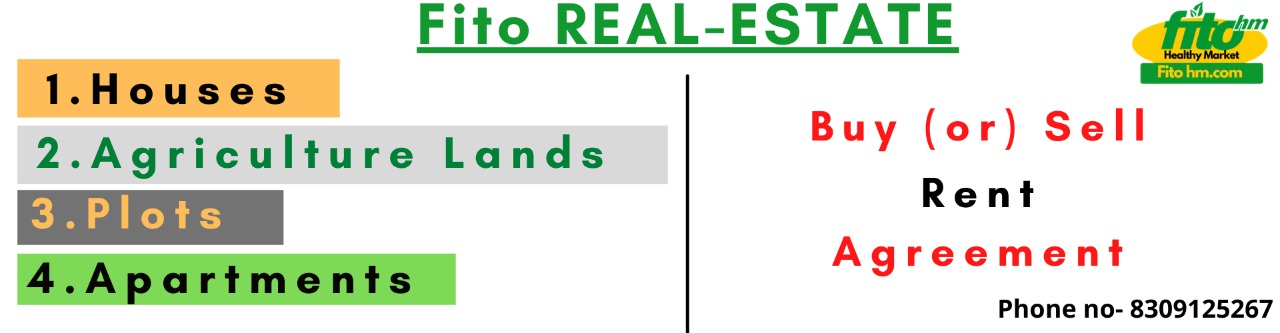 Fito REAL-ESTATE
fito hm
Healthy Market
Fito hm.com
1.Houses
2.Agriculture Lands
3.Plots
4.Apartments
Buy (or) Sell
Rent
Agreement
Phone no- 8309125267